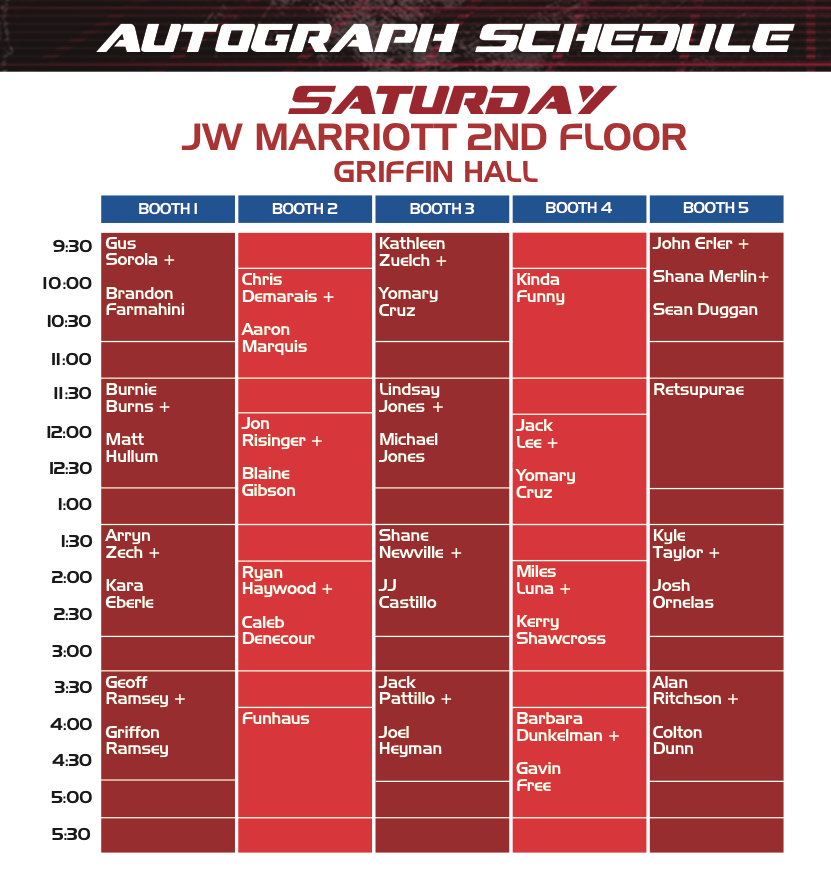 AUTOGRAPH SCHEDULE
SATURDAY
JW MARRIOTT 2ND FLOOR
GRIFFIN HALL
BOOTH 1
BOOTH 2
BOOTH 3
BOOTH 4
BOOTH 5
9:30
10:00
10:30
11:00
11:30
12:00
12:30
1:00
1:30
2:00
2:30
3:00
3:30
4:00
4:30
5:00
5:30
Gus
Sorola +
Brandon
Farmahini
Burnie
Burns +
Matt
Hullum
Arryn
Zech +
Kara
Eberle
Geoff
Ramsey +
Griffon
Ramsey
Chris
Demarais +
Aaron
Marquis
Jon
Risinger +
Blaine
Gibson
Ryan
Haywood +
Caleb
Denecour
Funhaus
Kathleen
Zuelch +
Yomary
Cruz
Lindsay
Jones +
Michael
Jones
Shane
Newville +
JJ
Castillo
Jack
Pattillo +
Joel
Heyman
Kinda
Funny
Jack
Lee +
Yomary
Cruz
Miles
Luna +
Kerry
Shawcross
Barbara
Dunkelman +
Gavin
Free
John Erler +
Shana Merlin+
Sean Duggan
Retsupurae
Kyle
Taylor +
Josh
Ornelas
Alan
Ritchson +
Colton
Dunn